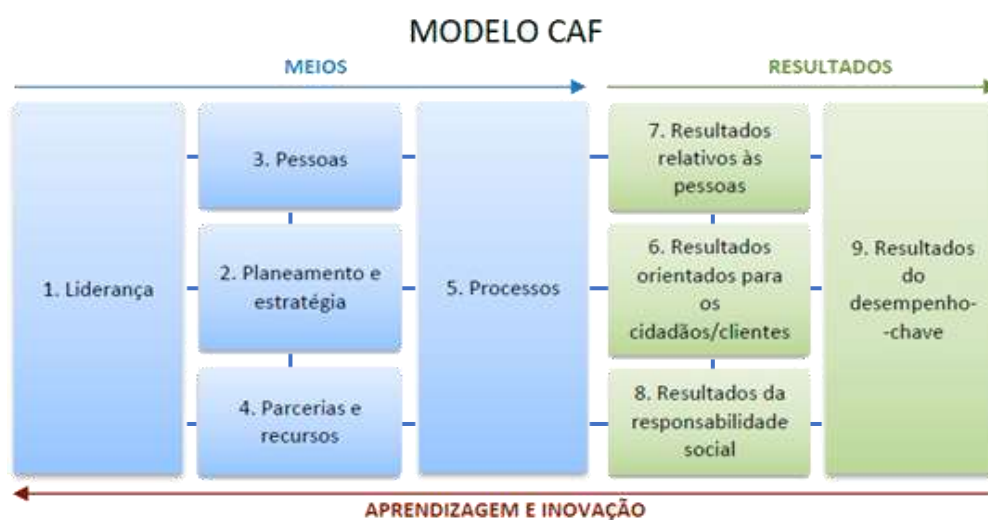 MODELO CAF
MEIOS
RESULTADOS
1. Liderança
3. Pessoas
2. Planeamento e
estratégia
4. Parcerias e
recursos
5. Processos
7. Resultados
relativos às
pessoas
6. Resultados
orientados para
os
cidadãos/clientes
8. Resultados da
responsabilidade
social
9. Resultados
do
desempenho-
-chave
APRENDIZAGEM E INOVAÇÃO